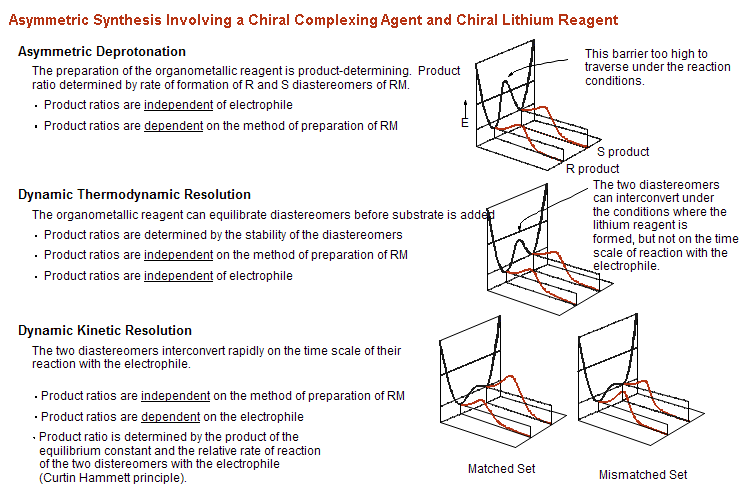 Asymmetric Synthesis Involving a Chiral Complexing Agent and Chiral Lithium Reagent
Asymmetric Deprotonation
The preparation of the organometallic reagent is product-determining. Product
ratio determined by rate of formation of R and S diastereomers of RM.
· Product ratios are independent of electrophile
· Product ratios are dependent on the method of preparation of RM
This barrier too high to
traverse under the reaction
conditions.
E
S product
R product
Dynamic Thermodynamic Resolution
The organometallic reagent can equilibrate diastereomers before substrate is added
· Product ratios are determined by the stability of the diastereomers
· Product ratios are independent on the method of preparation of RM
· Product ratios are independent of electrophile
The two diastereomers
can interconvert under
the conditions where the
lithium reagent is
formed, but not on the time
scale of reaction with the
electrophile.
Dynamic Kinetic Resolution
The two diastereomers interconvert rapidly on the time scale of their
reaction with the electrophile.
· Product ratios are independent on the method of preparation of RM
· Product ratios are dependent on the electrophile
· Product ratio is determined by the product of the
equilibrium constant and the relative rate of reaction
of the two distereomers with the electrophile
(Curtin Hammett principle).
Matched Set
Mismatched Set